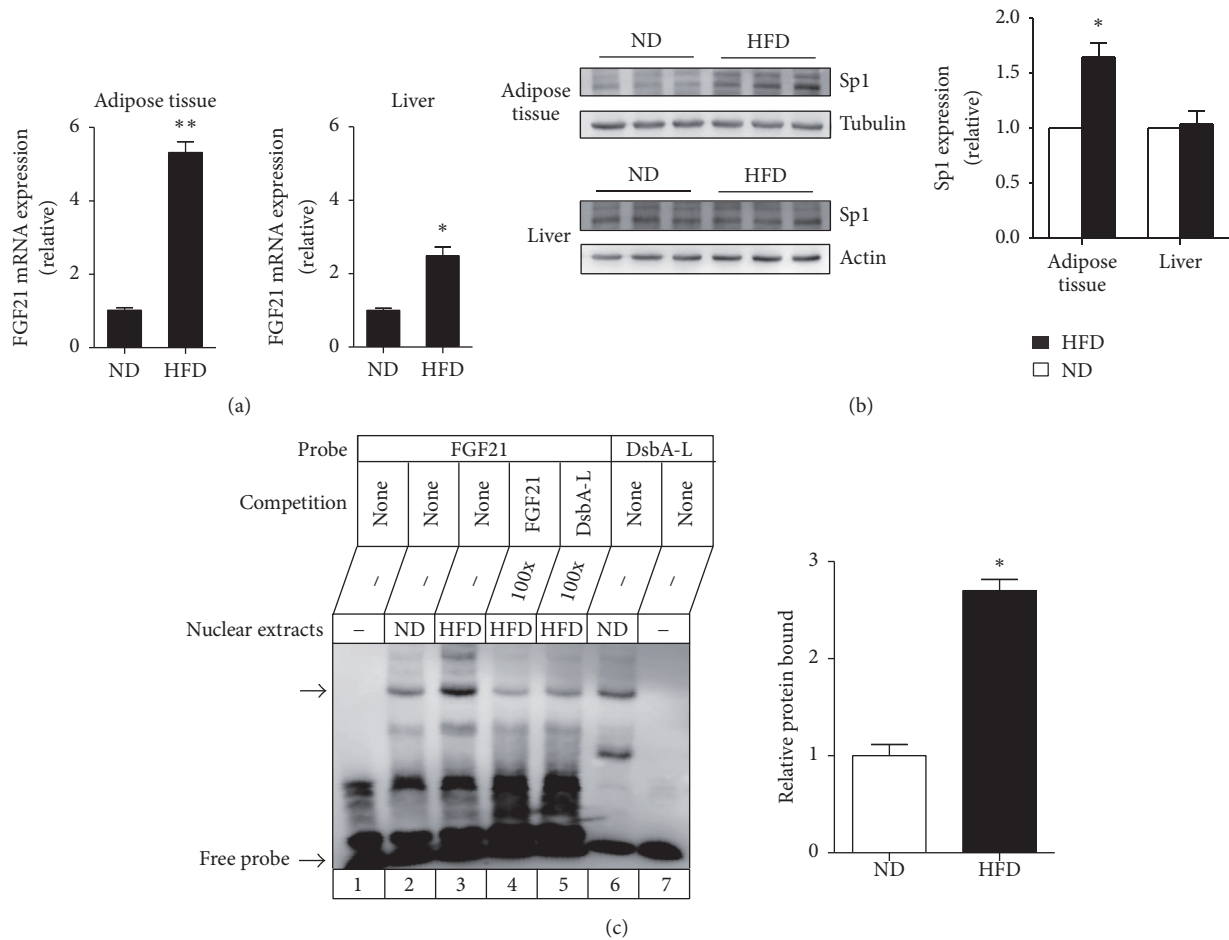 Adipose tissue
**
6
4
2
0
FGF21 mRNA expression
(relative)
ND
HFD
Liver
*
6
4
2
0
FGF21 mRNA expression
(relative)
ND
HFD
(a)
ND
HFD
Adipose
tissue
Sp1
Tubulin
ND
HFD
Liver
Sp1
Actin
2.0
1.5
1.0
0.5
0.0
Sp1 expression
(relative)
*
Adipose
tissue
Liver
HFD
ND
(b)
Probe
FGF21
DsbA-L
Competition
None
None
None
FGF21
DsbA-L
None
None
–
–
–
100x
100x
–
–
Nuclear extracts
–
ND
HFD
HFD
HFD
ND
–
→
Free probe →
1
2
3
4
5
6
7
3
2
1
0
Relative protein bound
*
ND
HFD
(c)